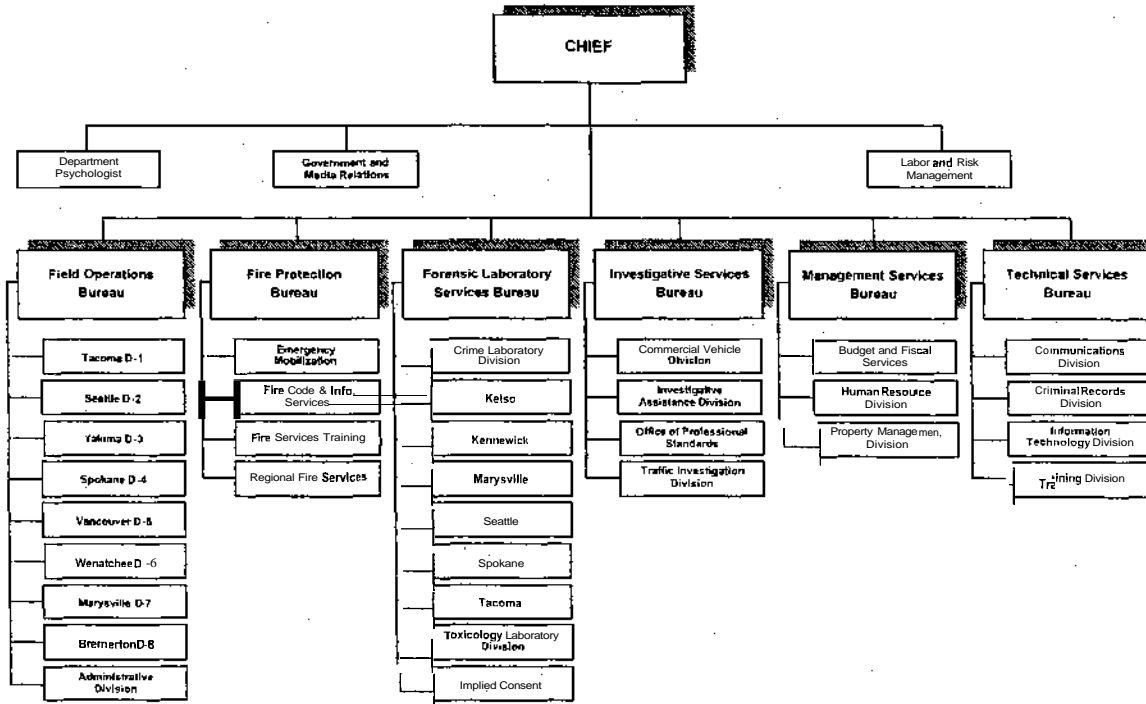 CHIEF
Department
Psychologist
Government and
Media Relations
Labor and Risk
Management
Field Operations
Bureau
Tacoma D-1
Seattle D-2
Yakima D-3
Spokane D-4
Vancouver D-5
Wenatchee D-6
Marysville D-7
Bremerton D-8
Administrative
Division
Fire Protection
Bureau
Emergency
Mobilization
Fire Code & Info.
Services
Fire Services Training
Regional Fire Services
Forensic Laboratory
Services Bureau
Crime Laboratory
Division
Kelso
Kennewick
Marysville
Seattle
Spokane
Tacoma
Toxicology Laboratory
Division
Implied Consent
Investigative Services
Bureau
Commercial Vehicle
Division
Investigative
Assistance Division
Office of Professional
Standards
Traffic Investigation
Division
Management Services
Bureau
Budget and Fiscal
Services
Human Resource
Division
Property Managemen,
Division
Technical Services
Bureau
Communications
Division
Criminal Records
Division
Information
Technology Division
Training Division